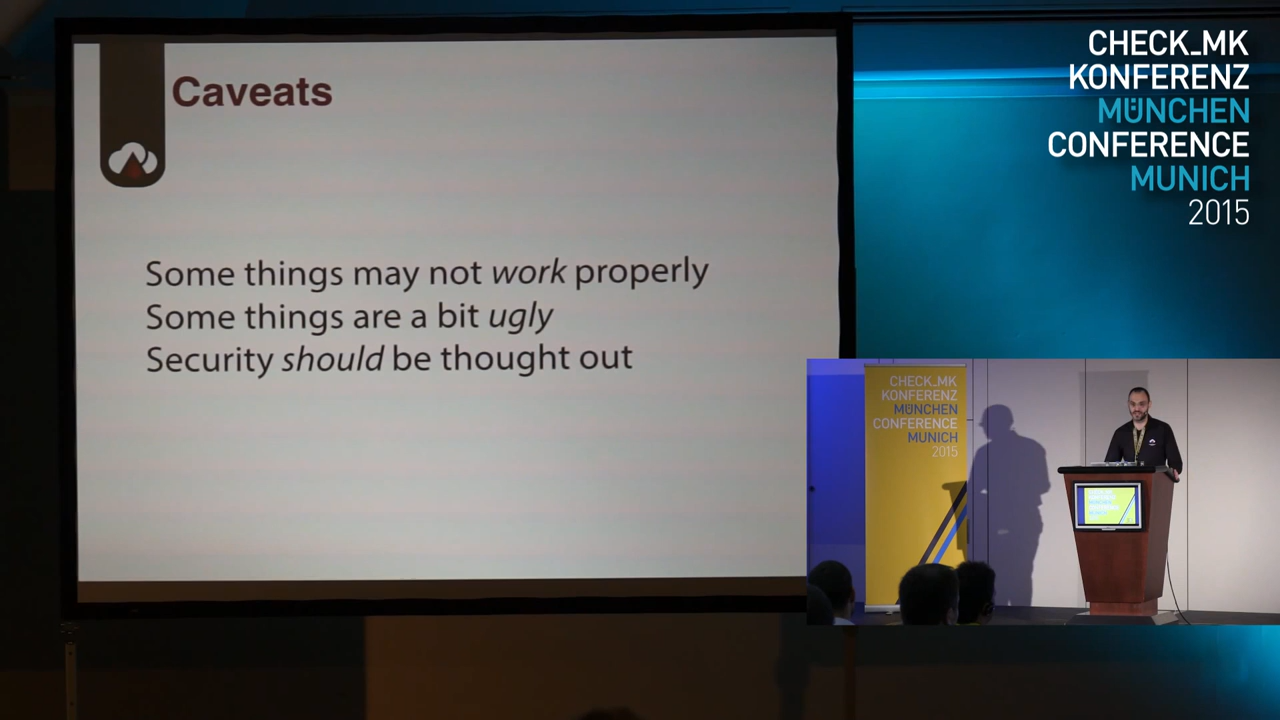 Caveats
Some things may not work properly
Some things are a bit ugly
Security should be thought out
CHECK_MK
KONFERENZ
MÜNCHEN
CONFERENCE
MUNICH
2015
CHECK_MK
KONFERENZ
MÜNCHEN
CONFERENCE
MUNICH
2015